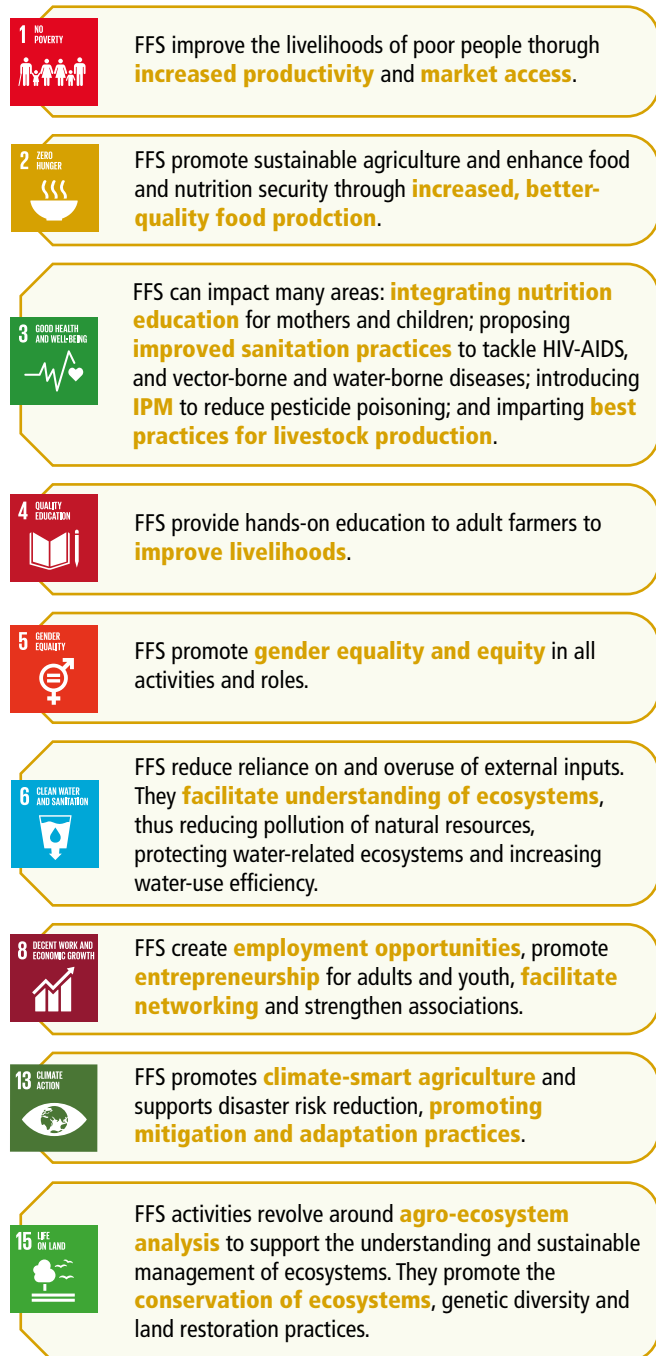 1 NO
POVERTY
FFS improve the livelihoods of poor people thorugh
increased productivity and market access.
2 ZERO
HUNGER
FFS promote sustainable agriculture and enhance food
and nutrition security through increased, better-
quality food prodction.
3 GOOD HEALTH
AND WELL-BEING
FFS can impact many areas: integrating nutrition
education for mothers and children; proposing
improved sanitation practices to tackle HIV-AIDS,
and vector-borne and water-borne diseases; introducing
IPM to reduce pesticide poisoning; and imparting best
practices for livestock production.
4 QUALITY
EDUCATION
FFS provide hands-on education to adult farmers to
improve livelihoods.
5 GENDER
EQUALITY
FFS promote gender equality and equity in all
activities and roles.
6 CLEAN WATER
AND SANITATION
FFS reduce reliance on and overuse of external inputs.
They facilitate understanding of ecosystems,
thus reducing pollution of natural resources,
protecting water-related ecosystems and increasing
water-use efficiency.
8 DECENT WORK AND
ECONOMIC GROWTH
FFS create employment opportunities, promote
entrepreneurship for adults and youth, facilitate
networking and strengthen associations.
13 CLIMATE
ACTION
FFS promotes climate-smart agriculture and
supports disaster risk reduction, promoting
mitigation and adaptation practices.
15 LIFE
ON LAND
FFS activities revolve around agro-ecosystem
analysis to support the understanding and sustainable
management of ecosystems. They promote the
conservation of ecosystems, genetic diversity and
land restoration practices.